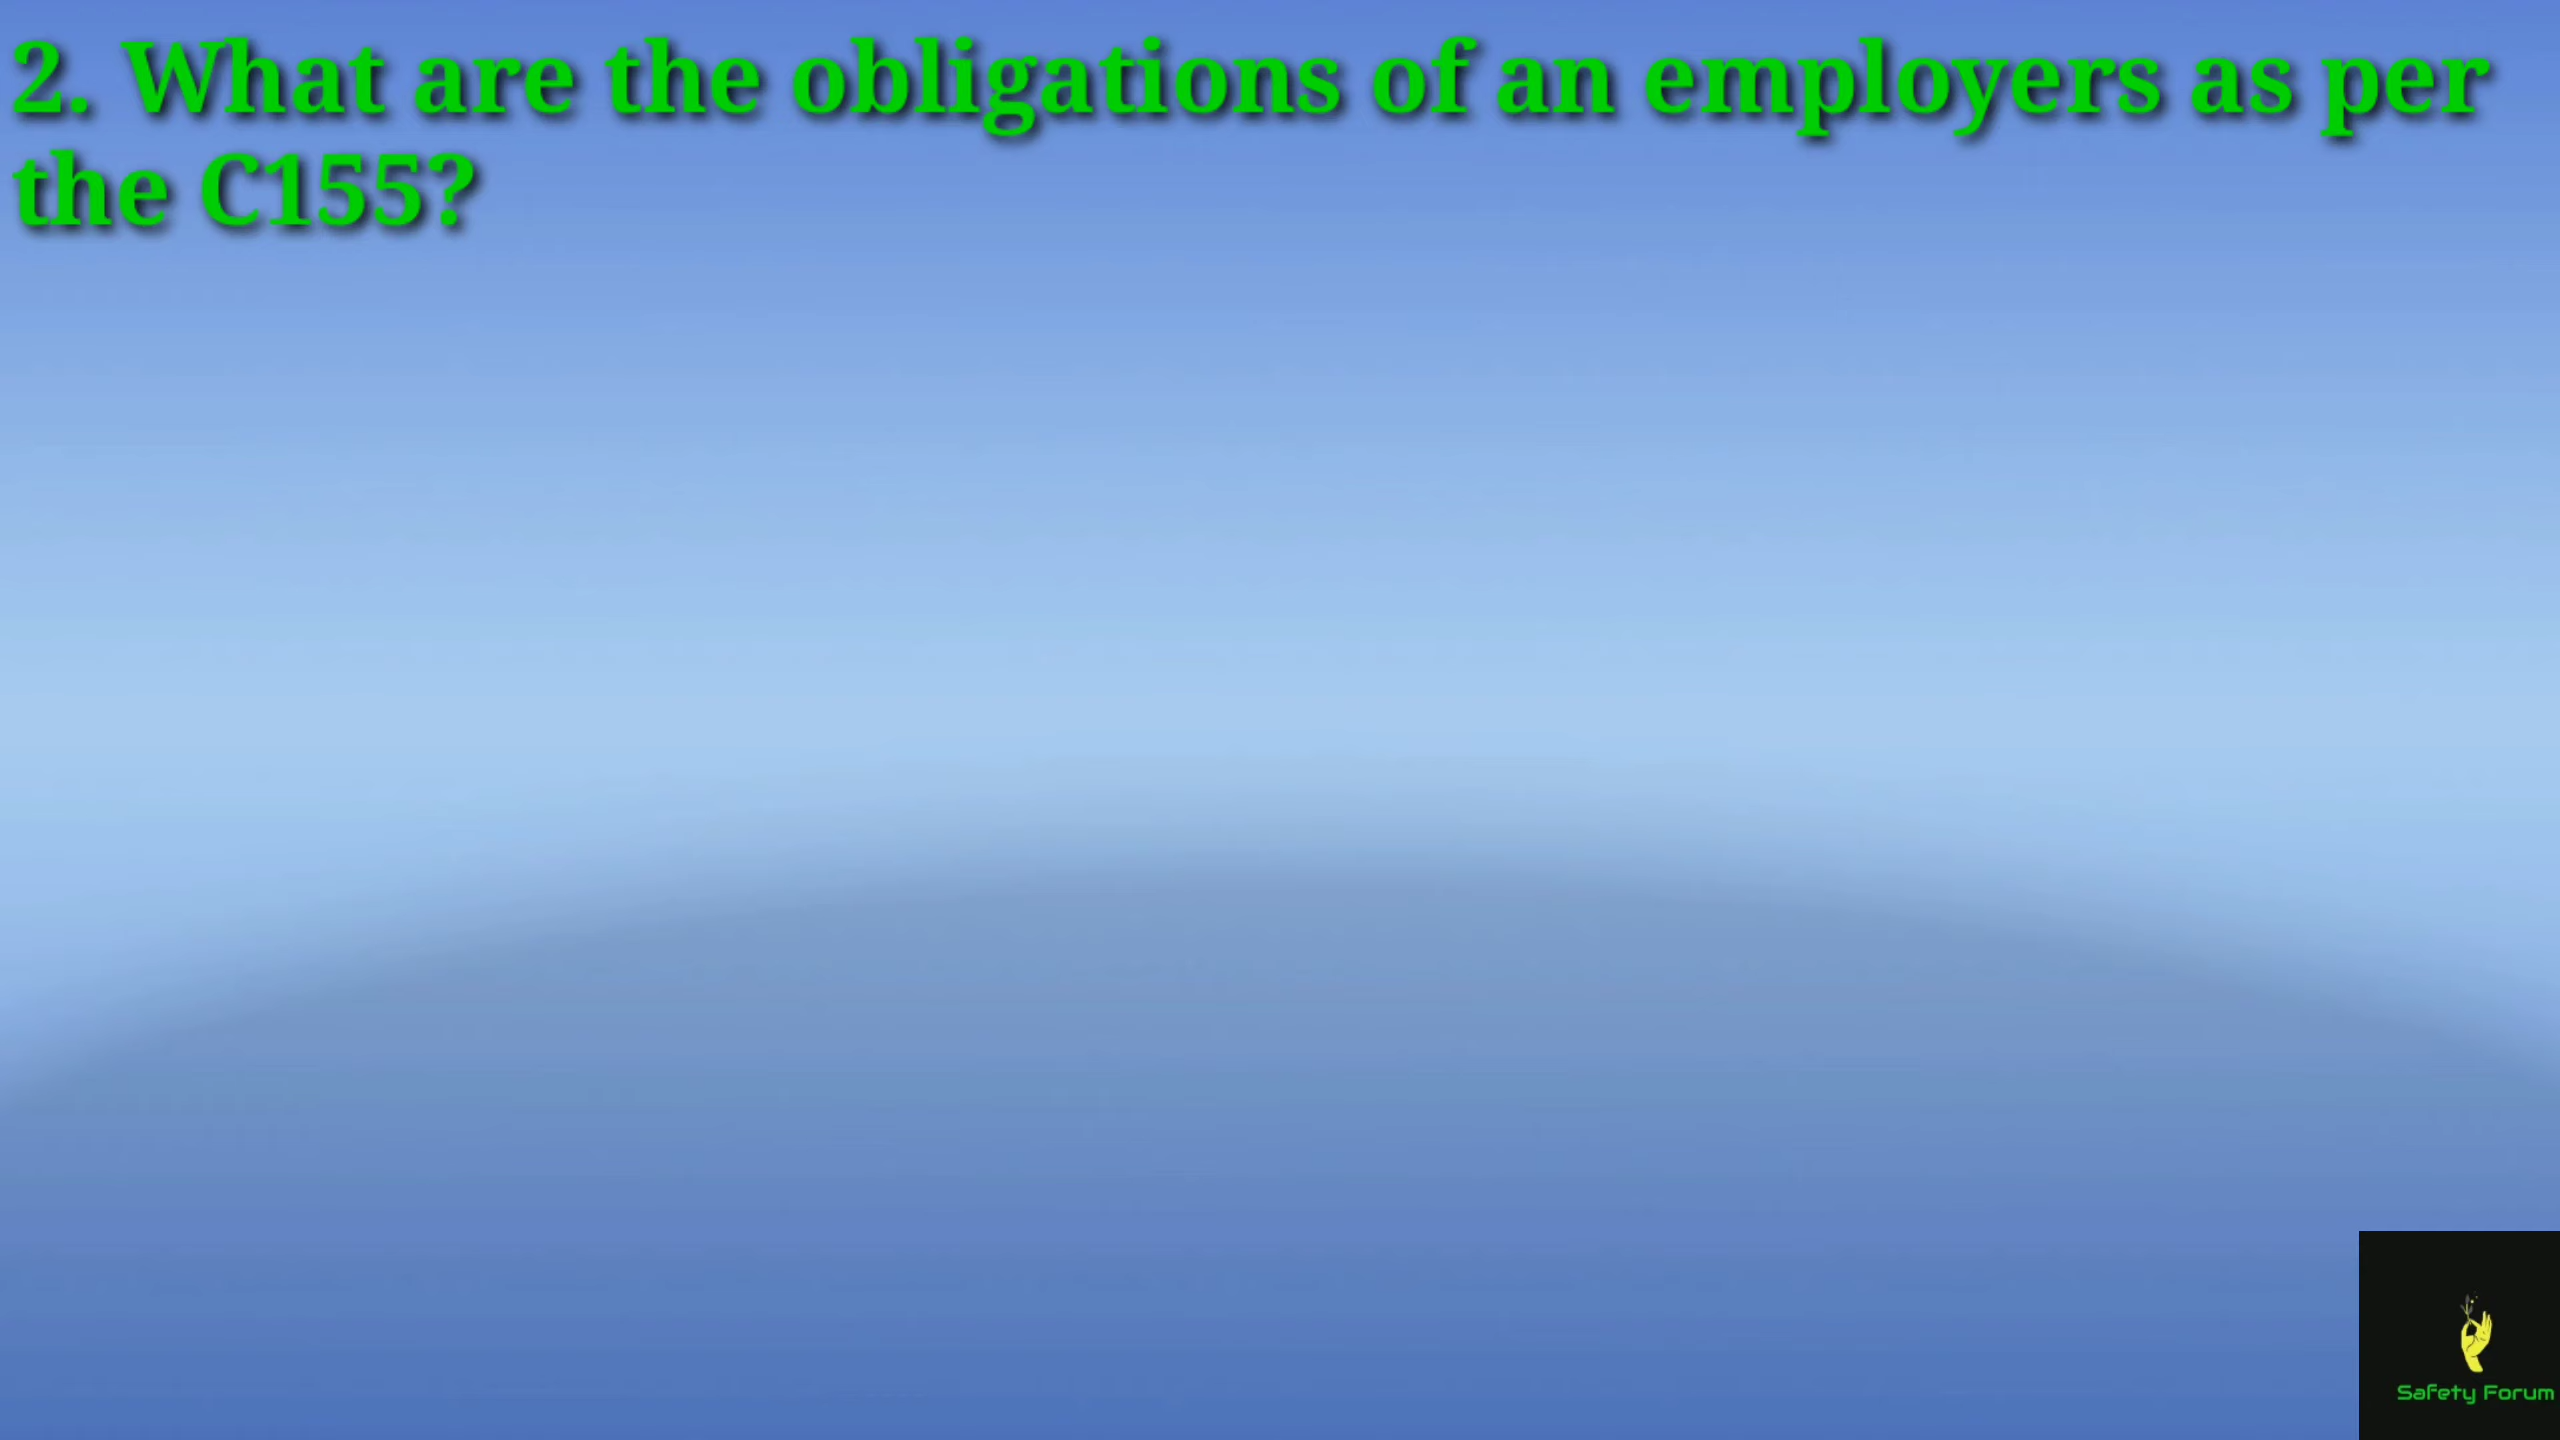 2. What are the obligations of an employers as per
the C155?
Safety Forum